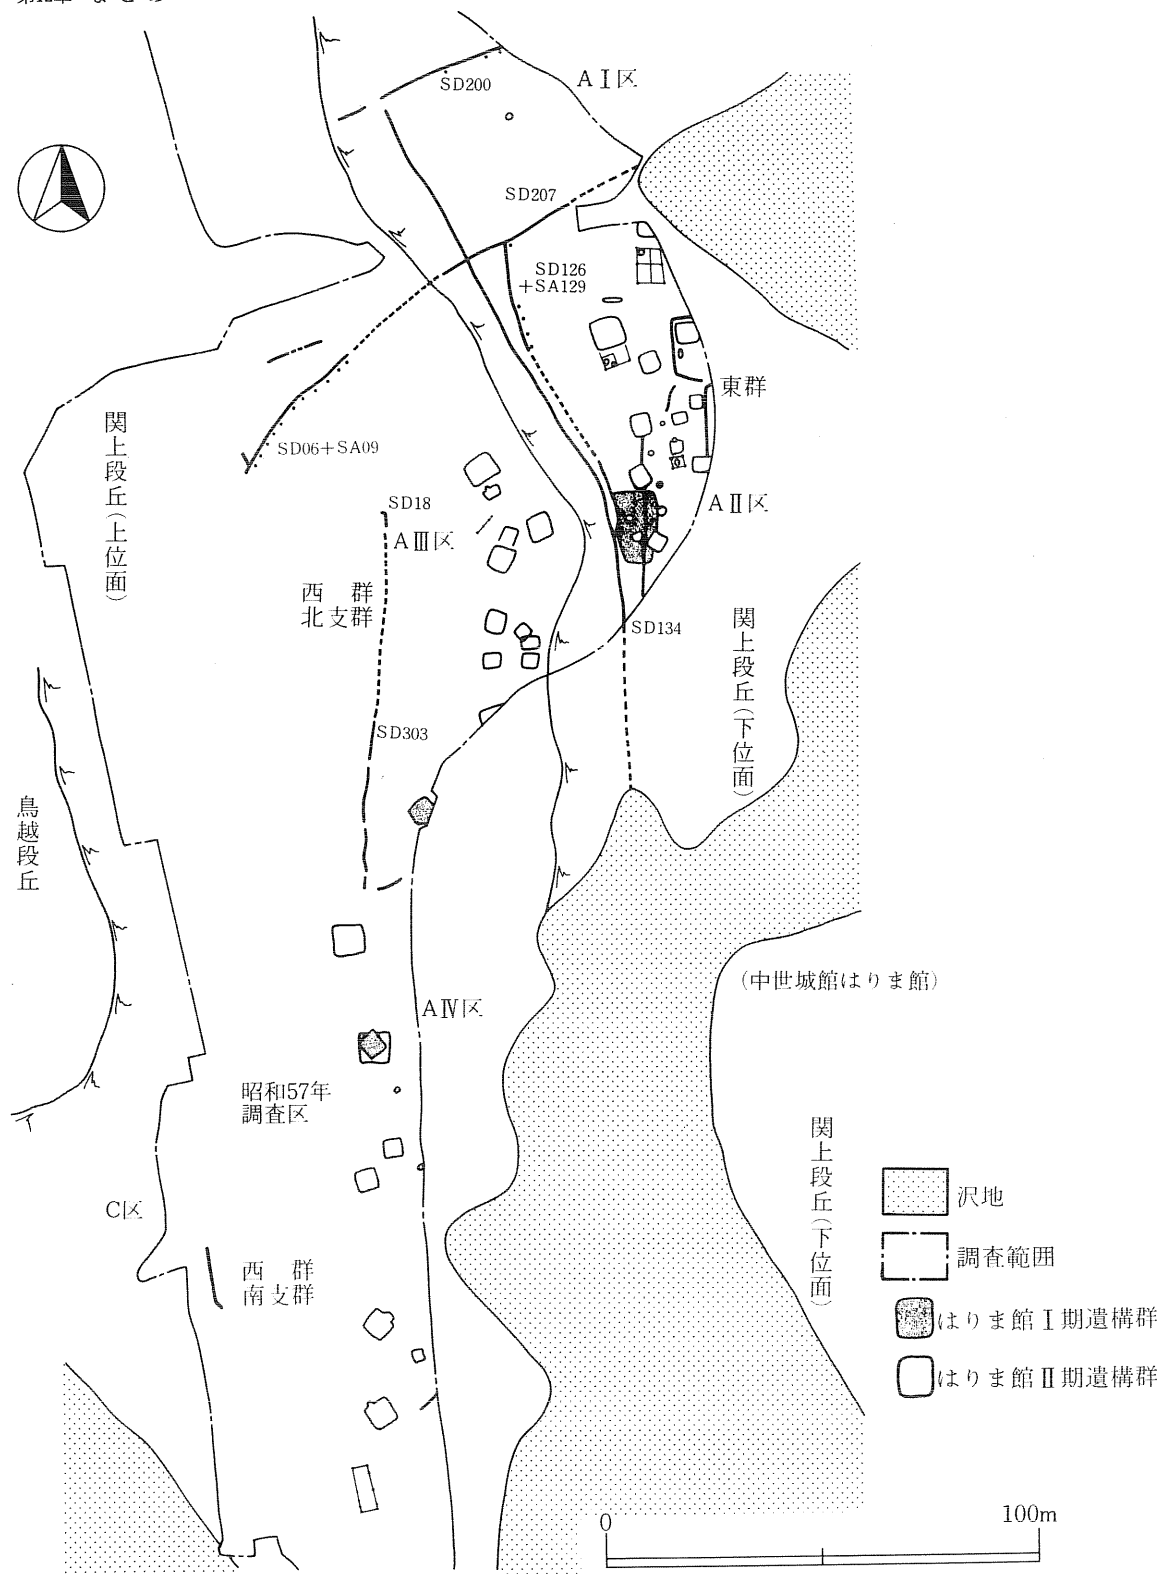 AⅠ区
SD200
SD207
SD126
+SA129
東群
関上段丘(上位面)
SD06+SA09
SD18
AⅢ区
AⅡ区
西群
北支群
SD134
関上段丘(下位面)
SD303
鳥越段丘
(中世城館はりま館)
AⅣ区
昭和57年
調査区
関上段丘(下位面)
C区
西群
南支群
沢地
調査範囲
はりま館Ⅰ期遺構群
はりま館Ⅱ期遺構群
0
100m